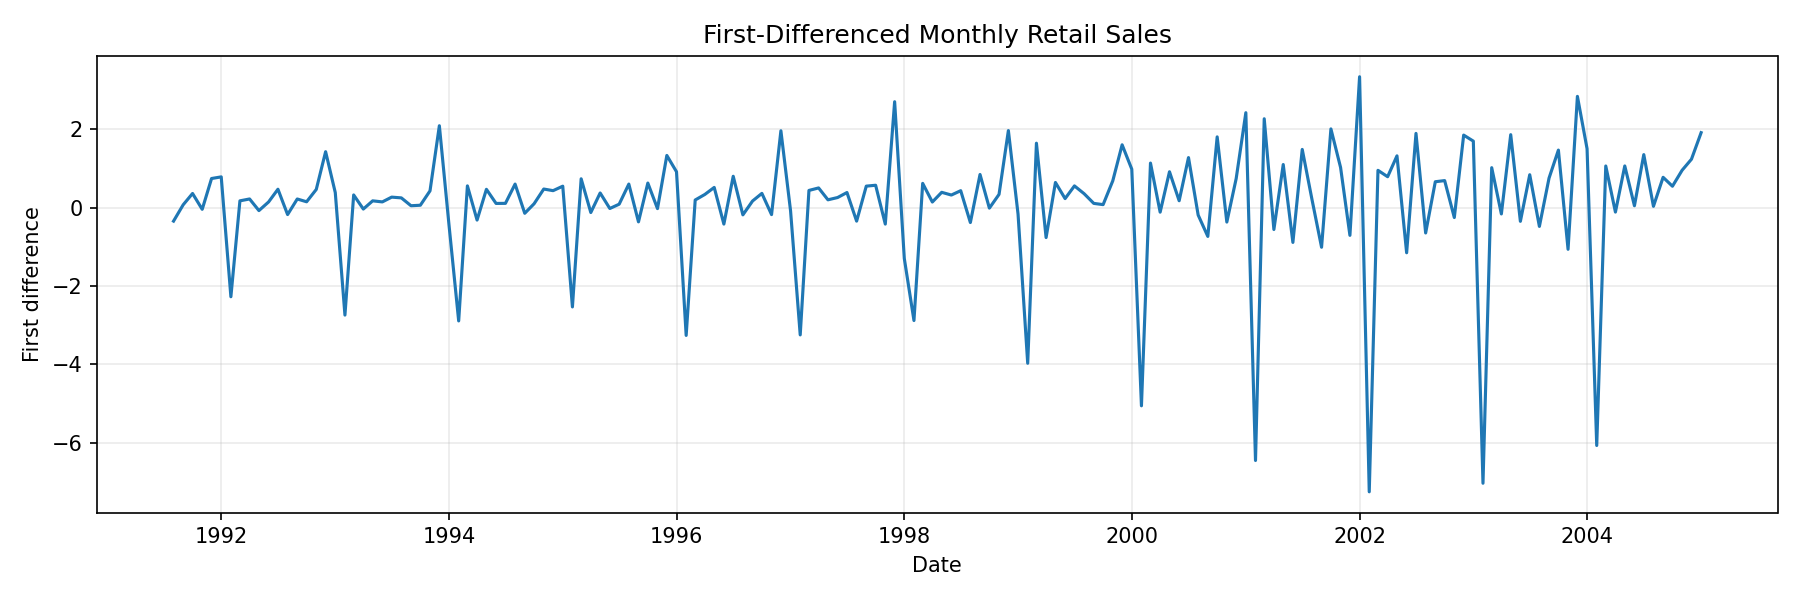 First-Differenced Monthly Retail Sales
First difference
2
0
−2
−4
−6
1992 1994 1996 1998 2000 2002 2004
Date